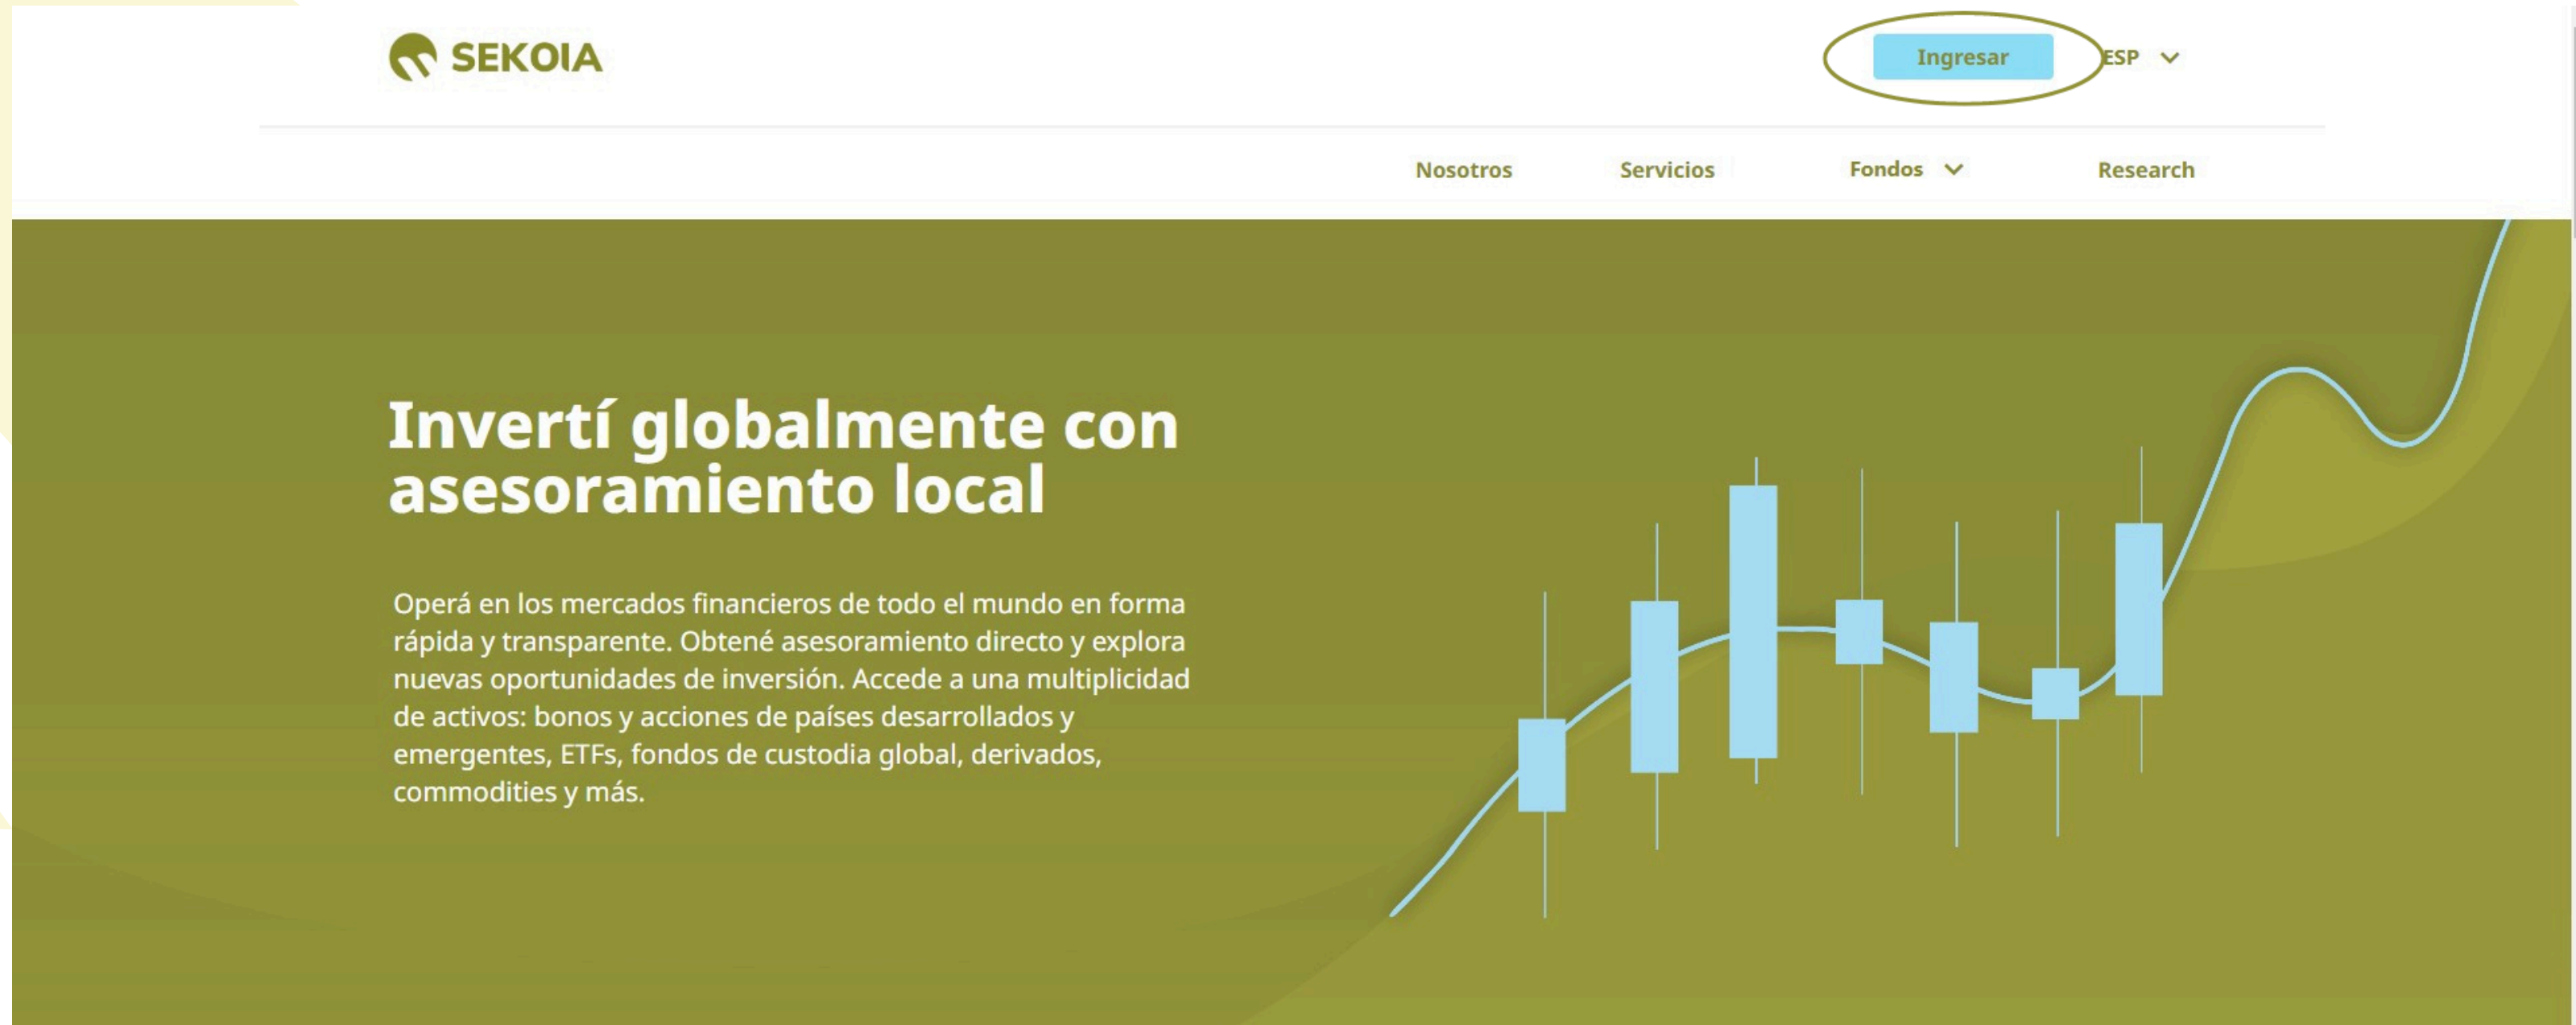 SEKOIA
Ingresar
ESP
Nosotros
Servicios
Fondos
Research
Invertí globalmente con
asesoramiento local
Operá en los mercados financieros de todo el mundo en forma
rápida y transparente. Obtené asesoramiento directo y explora
nuevas oportunidades de inversión. Accede a una multiplicidad
de activos: bonos y acciones de países desarrollados y
emergentes, ETFs, fondos de custodia global, derivados,
commodities y más.